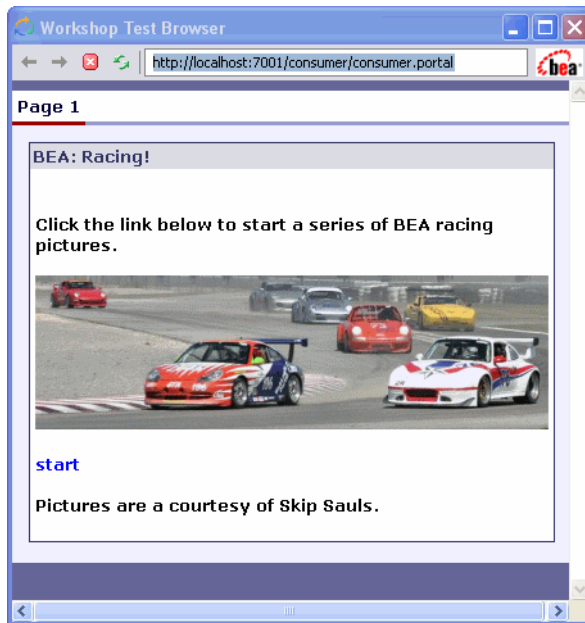 Workshop Test Browser
http://localhost:7001/consumer/consumer.portal
bea
Page 1
BEA: Racing!
Click the link below to start a series of BEA racing
pictures.
start
Pictures are a courtesy of Skip Sauls.